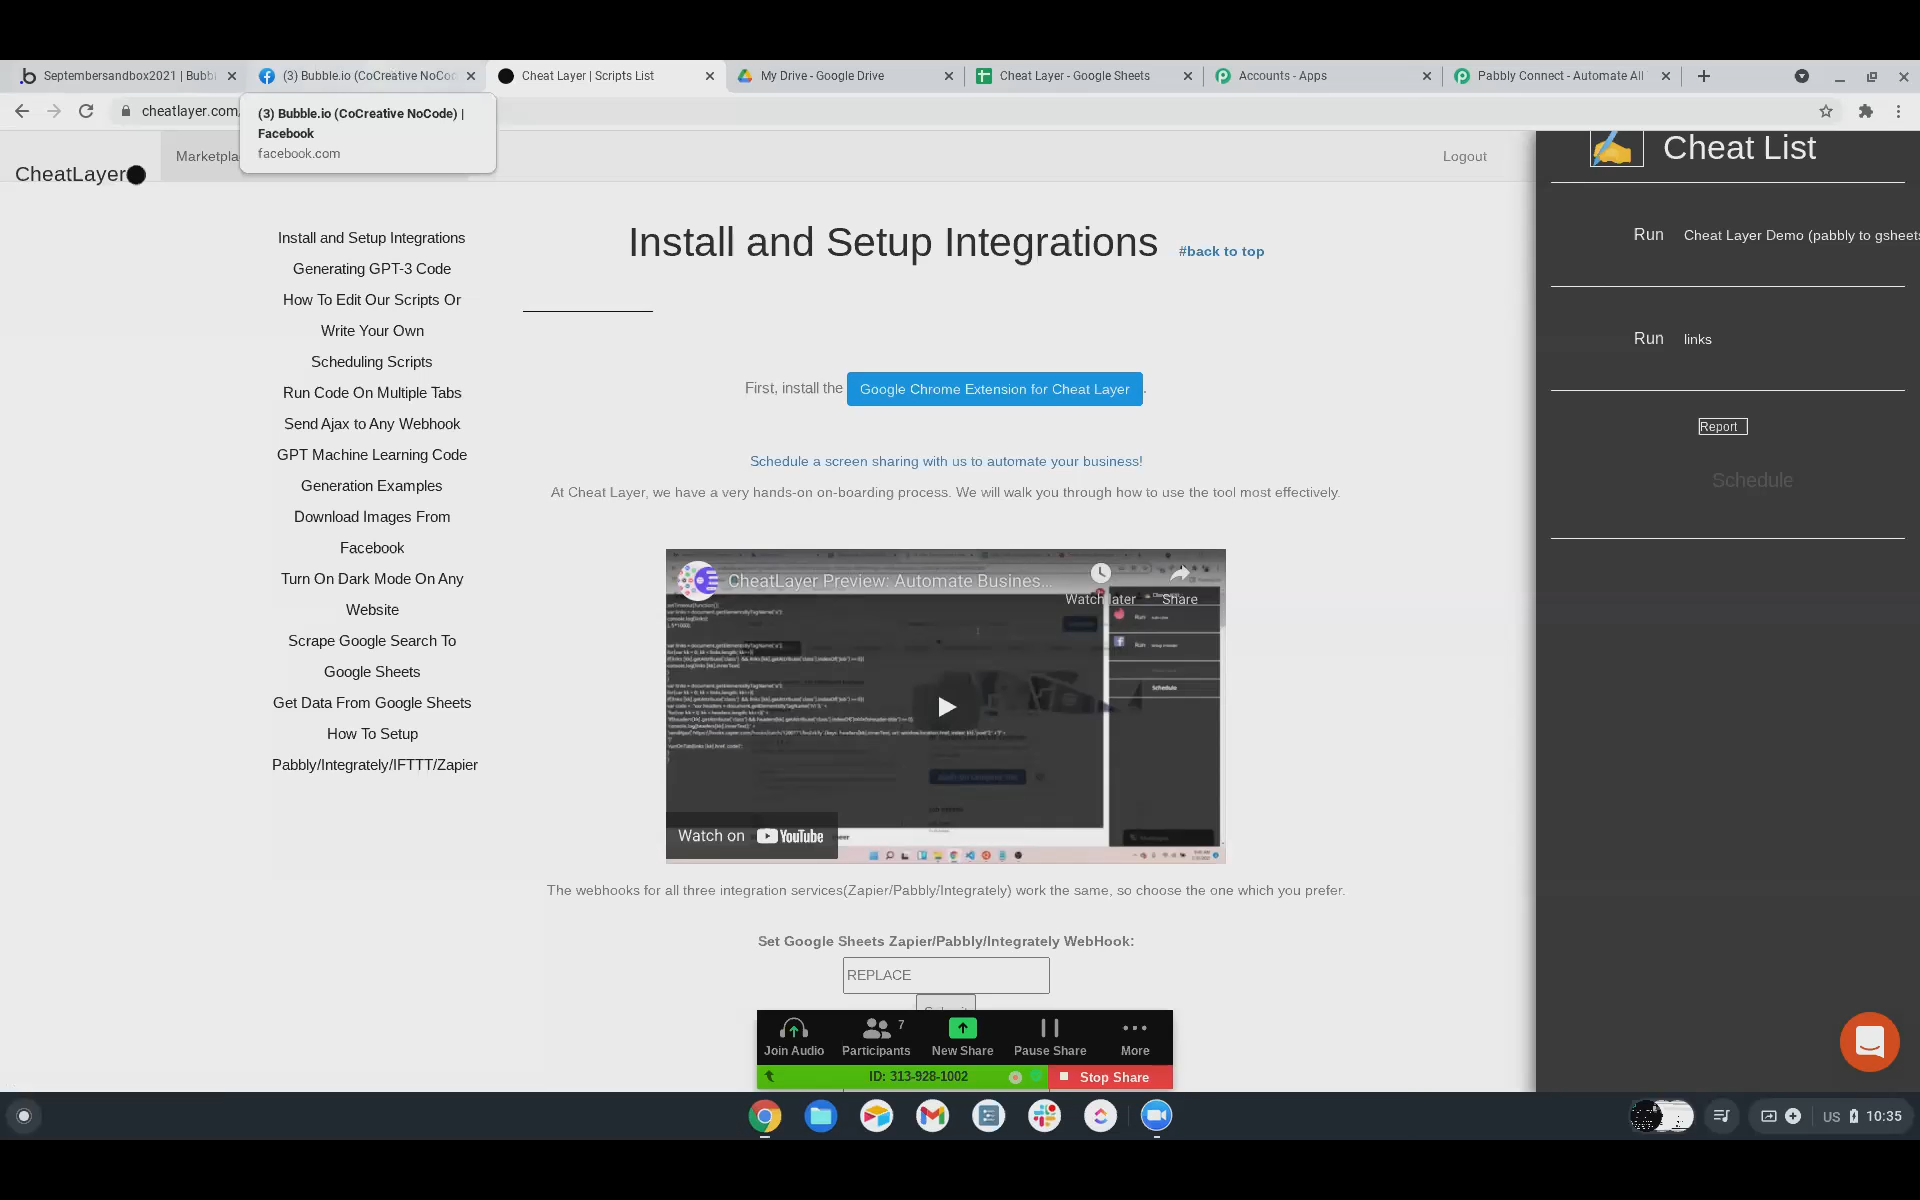 Septembersandbox2021 | Bubb
(3) Bubble.io (CoCreative NoCod
Cheat Layer | Scripts List
My Drive - Google Drive
Cheat Layer - Google Sheets
Accounts - Apps
Pabbly Connect - Automate All
cheatlayer.com/
(3) Bubble.io (CoCreative NoCode) |
Facebook
facebook.com
CheatLayer
Marketpla
Logout
Cheat List
Install and Setup Integrations
Generating GPT-3 Code
How To Edit Our Scripts Or
Write Your Own
Scheduling Scripts
Run Code On Multiple Tabs
Send Ajax to Any Webhook
GPT Machine Learning Code
Generation Examples
Download Images From
Facebook
Turn On Dark Mode On Any
Website
Scrape Google Search To
Google Sheets
Get Data From Google Sheets
How To Setup
Pabbly/Integrately/IFTTT/Zapier
Install and Setup Integrations #back to top
First, install the Google Chrome Extension for Cheat Layer .
Schedule a screen sharing with us to automate your business!
At Cheat Layer, we have a very hands-on on-boarding process. We will walk you through how to use the tool most effectively.
CheatLayer Preview: Automate Busines...
Watch later
Share
Run
Schedule
Watch on YouTube
The webhooks for all three integration services(Zapier/Pabbly/Integrately) work the same, so choose the one which you prefer.
Set Google Sheets Zapier/Pabbly/Integrately WebHook:
REPLACE
Run Cheat Layer Demo (pabbly to gsheets
Run links
Report
Schedule
Join Audio
Participants 7
New Share
Pause Share
More
ID: 313-928-1002
Stop Share
US 10:35